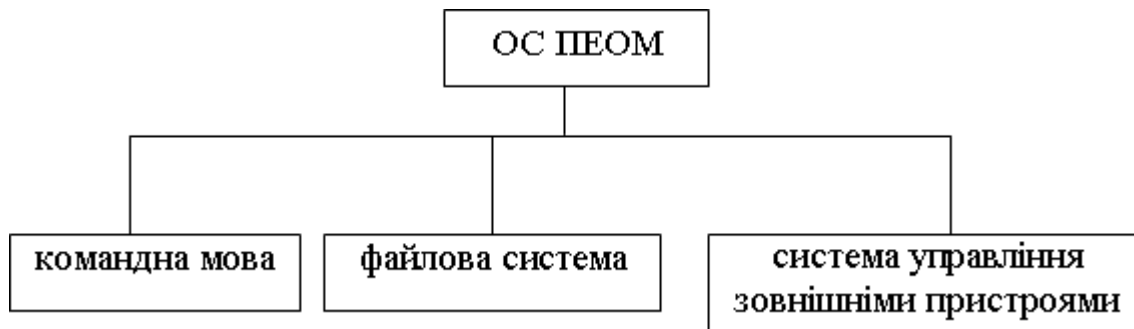 ОС ПЕОМ
командна мова
файлова система
система управління
зовнішніми пристроями